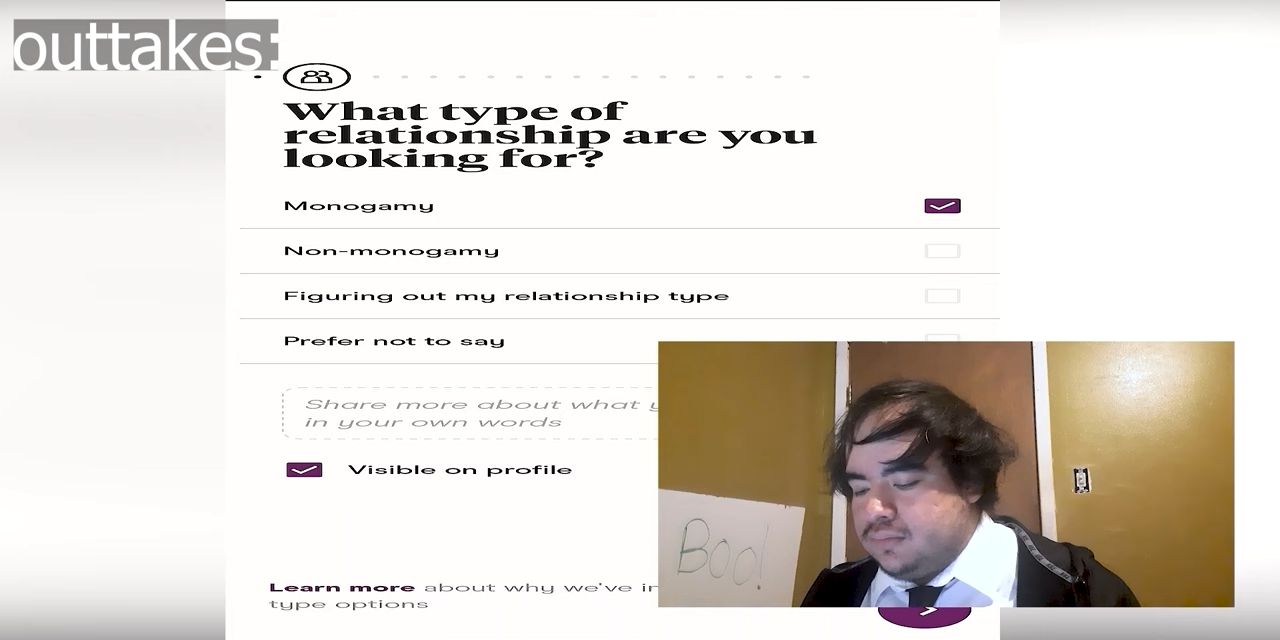 outtakes:
What type of
relationship are you
looking for?
Monogamy
Non-monogamy
Figuring out my relationship type
Prefer not to say
Share more about what
in your own words
Visible on profile
Boo!
Learn more about why we've in
type options